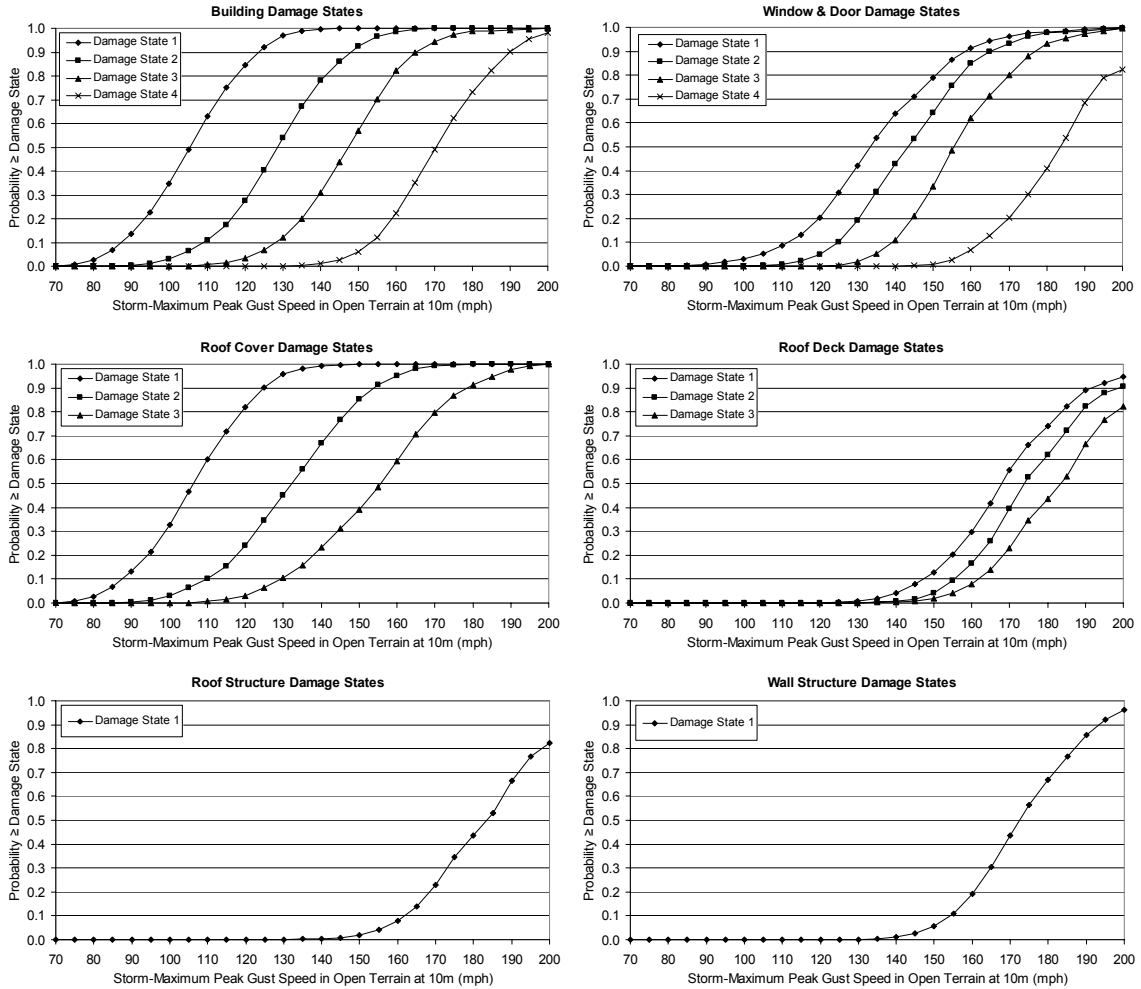 Building Damage States
Probability ≥ Damage State
1.0
0.9
0.8
0.7
0.6
0.5
0.4
0.3
0.2
0.1
0.0
Damage State 1
Damage State 2
Damage State 3
Damage State 4
70 80 90 100 110 120 130 140 150 160 170 180 190 200
Storm-Maximum Peak Gust Speed in Open Terrain at 10m (mph)
Window & Door Damage States
Probability ≥ Damage State
1.0
0.9
0.8
0.7
0.6
0.5
0.4
0.3
0.2
0.1
0.0
Damage State 1
Damage State 2
Damage State 3
Damage State 4
70 80 90 100 110 120 130 140 150 160 170 180 190 200
Storm-Maximum Peak Gust Speed in Open Terrain at 10m (mph)
Roof Cover Damage States
Probability ≥ Damage State
1.0
0.9
0.8
0.7
0.6
0.5
0.4
0.3
0.2
0.1
0.0
Damage State 1
Damage State 2
Damage State 3
70 80 90 100 110 120 130 140 150 160 170 180 190 200
Storm-Maximum Peak Gust Speed in Open Terrain at 10m (mph)
Roof Deck Damage States
Probability ≥ Damage State
1.0
0.9
0.8
0.7
0.6
0.5
0.4
0.3
0.2
0.1
0.0
Damage State 1
Damage State 2
Damage State 3
70 80 90 100 110 120 130 140 150 160 170 180 190 200
Storm-Maximum Peak Gust Speed in Open Terrain at 10m (mph)
Roof Structure Damage States
Probability ≥ Damage State
1.0
0.9
0.8
0.7
0.6
0.5
0.4
0.3
0.2
0.1
0.0
Damage State 1
70 80 90 100 110 120 130 140 150 160 170 180 190 200
Storm-Maximum Peak Gust Speed in Open Terrain at 10m (mph)
Wall Structure Damage States
Probability ≥ Damage State
1.0
0.9
0.8
0.7
0.6
0.5
0.4
0.3
0.2
0.1
0.0
Damage State 1
70 80 90 100 110 120 130 140 150 160 170 180 190 200
Storm-Maximum Peak Gust Speed in Open Terrain at 10m (mph)